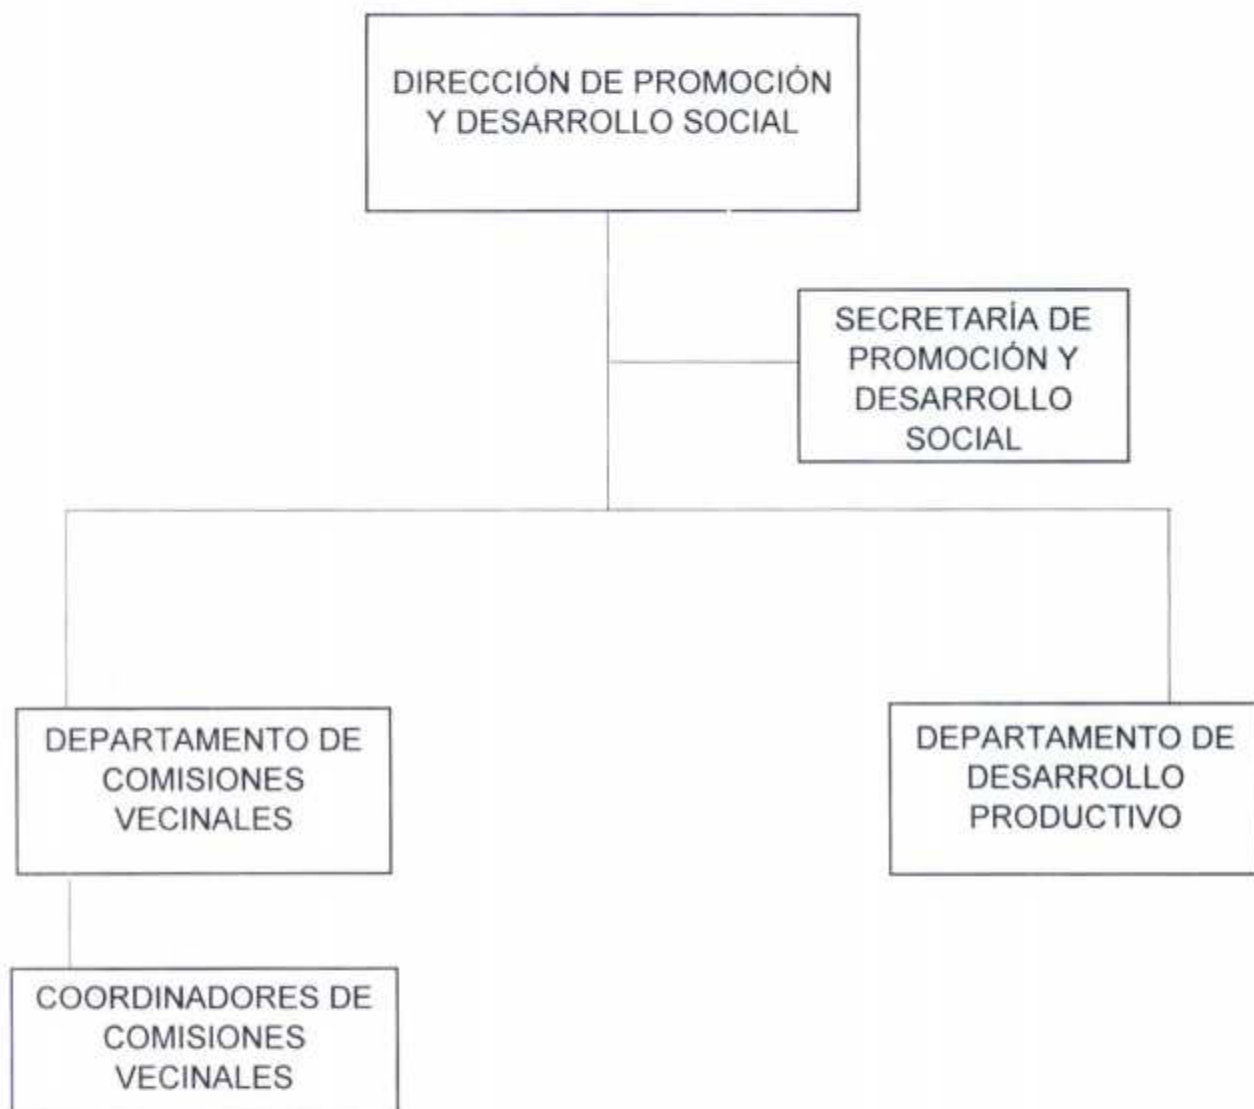 DIRECCIÓN DE PROMOCIÓN
Y DESARROLLO SOCIAL
SECRETARÍA DE
PROMOCIÓN Y
DESARROLLO
SOCIAL
DEPARTAMENTO DE
COMISIONES
VECINALES
DEPARTAMENTO DE
DESARROLLO
PRODUCTIVO
COORDINADORES DE
COMISIONES
VECINALES